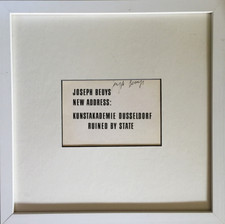 JOSEPH BEUYS
NEW ADDRESS:
KUNSTAKADEMIE DUSSELDORF
RUINED BY STATE